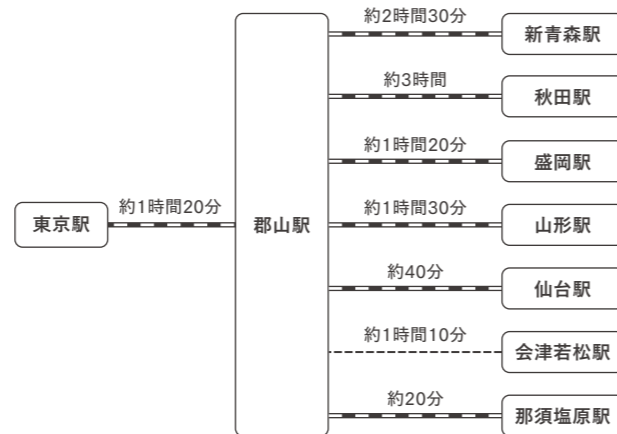 東京駅
約1時間20分
郡山駅
約2時間30分
新青森駅
約3時間
秋田駅
約1時間20分
盛岡駅
約1時間30分
山形駅
約40分
仙台駅
約1時間10分
会津若松駅
約20分
那須塩原駅